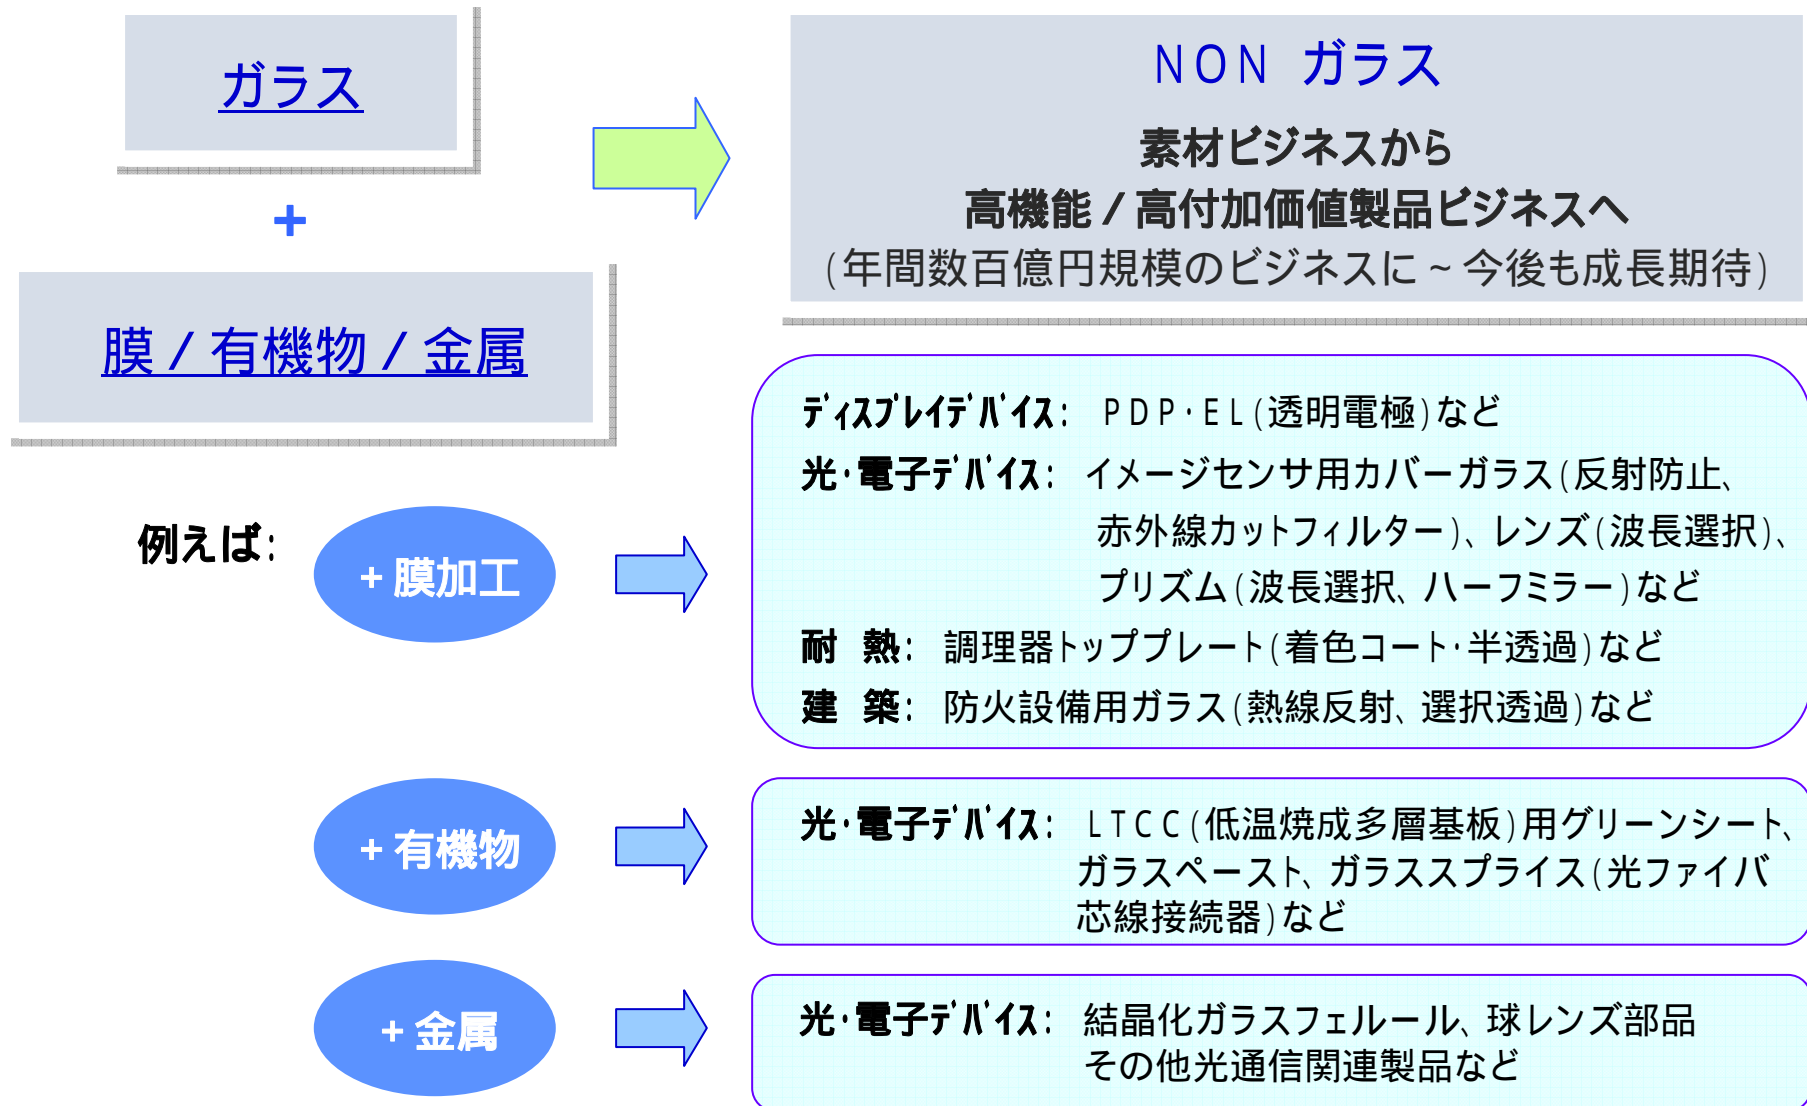 ガラス
+
膜/有機物/金属
NON ガラス
素材ビジネスから
高機能/高付加価値製品ビジネスへ
(年間数百億円規模のビジネスに~今後も成長期待)
例えば:
+膜加工
ディスプレイデバイス: PDP・EL(透明電極)など
光・電子デバイス: イメージセンサ用カバーガラス(反射防止、
赤外線カットフィルター)、レンズ(波長選択)、
プリズム(波長選択、ハーフミラー)など
耐 熱: 調理器トッププレート(着色コート・半透過)など
建 築: 防火設備用ガラス(熱線反射、選択透過)など
+有機物
光・電子デバイス: LTCC(低温焼成多層基板)用グリーンシート、
ガラスペースト、ガラススプライス(光ファイバ
芯線接続器)など
+金属
光・電子デバイス: 結晶化ガラスフェルール、球レンズ部品
その他光通信関連製品など